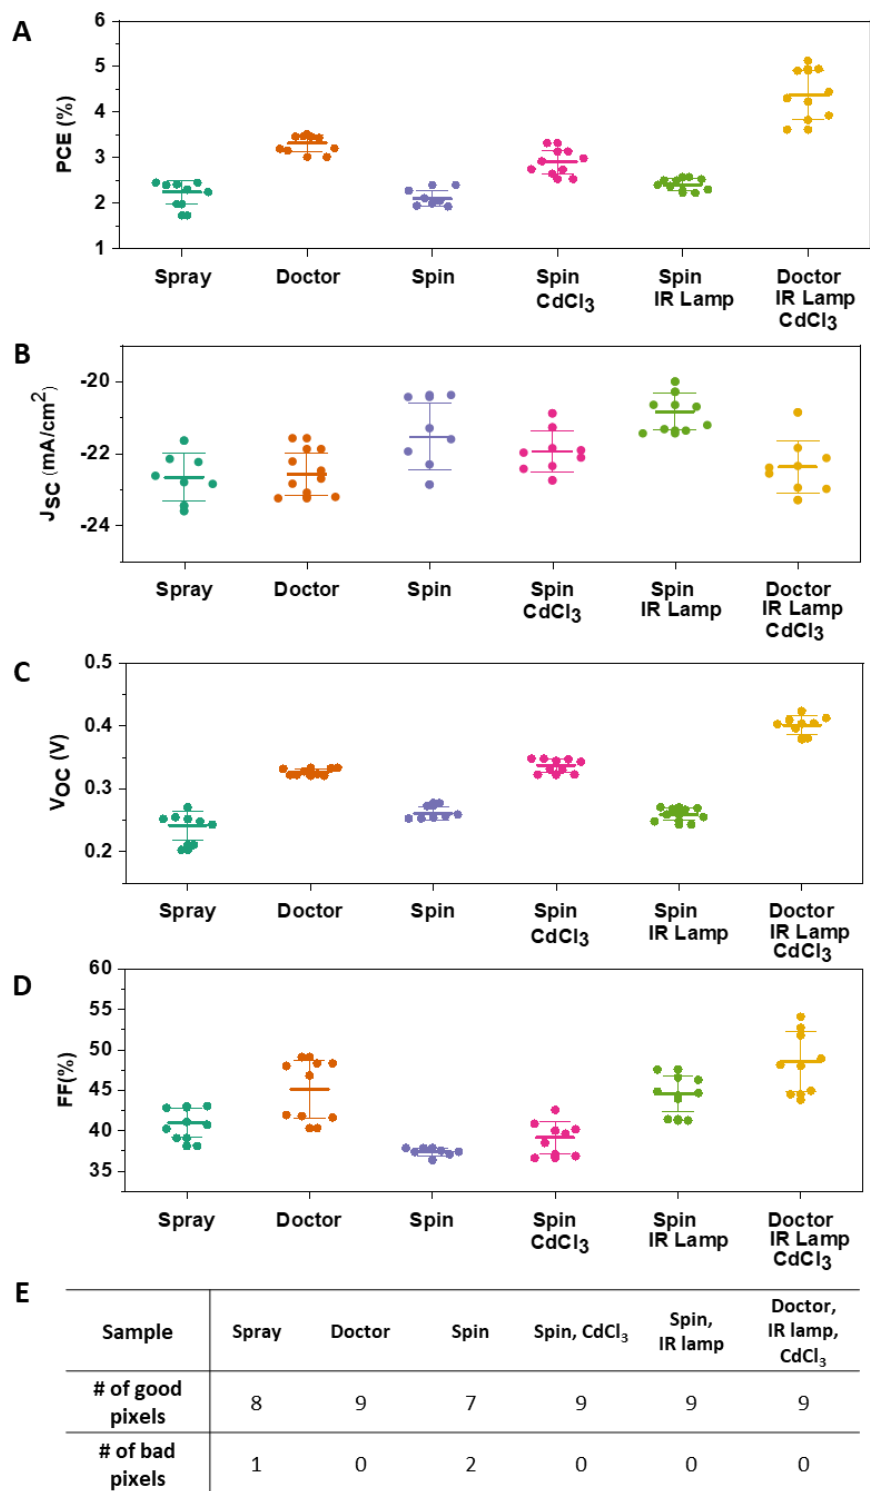 A
6
5
4
3
2
1
PCE (%)
Spray Doctor Spin Spin Spin Doctor
CdCl3 IR Lamp IR Lamp
CdCl3
B
-20
-22
-24
JSC (mA/cm2)
Spray Doctor Spin Spin Spin Doctor
CdCl3 IR Lamp IR Lamp
CdCl3
C
0.5
0.4
0.3
0.2
VOC (V)
Spray Doctor Spin Spin Spin Doctor
CdCl3 IR Lamp IR Lamp
CdCl3
D
60
55
50
45
40
35
FF(%)
Spray Doctor Spin Spin Spin Doctor
CdCl3 IR Lamp IR Lamp
CdCl3
E
Sample Spray Doctor Spin Spin, CdCl3 Spin, IR lamp Doctor, IR lamp, CdCl3
# of good pixels 8 9 7 9 9 9
# of bad pixels 1 0 2 0 0 0